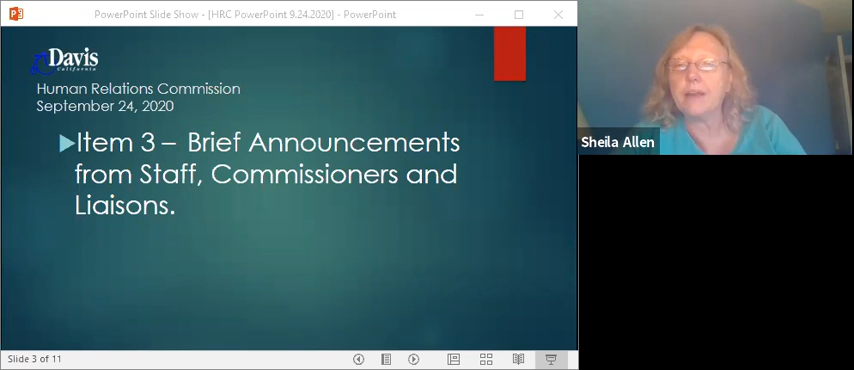 PowerPoint Slide Show - [HRC PowerPoint 9.24.2020] - PowerPoint
Davis
California
Human Relations Commission
September 24, 2020
Item 3 – Brief Announcements
from Staff, Commissioners and
Liaisons.
Sheila Allen
Slide 3 of 11